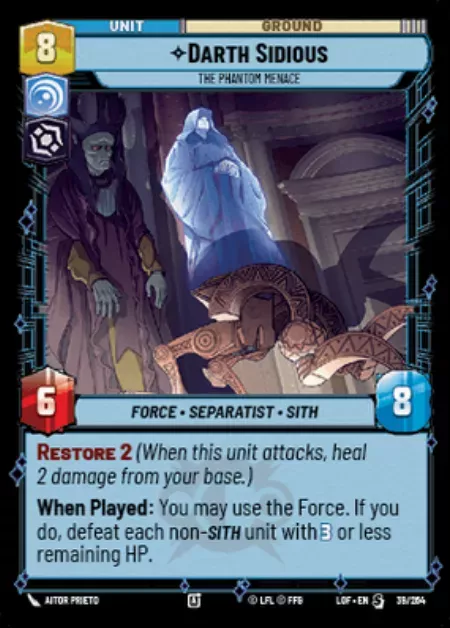 UNIT
GROUND
8
Darth Sidious
THE PHANTOM MENACE
6
FORCE • SEPARATIST • SITH
8
RESTORE 2 (When this unit attacks, heal
2 damage from your base.)
When Played: You may use the Force. If you
do, defeat each non-SITH unit with 3 or less
remaining HP.
AITOR PRIETO
© LFL © FFG
LOF • EN
39/264